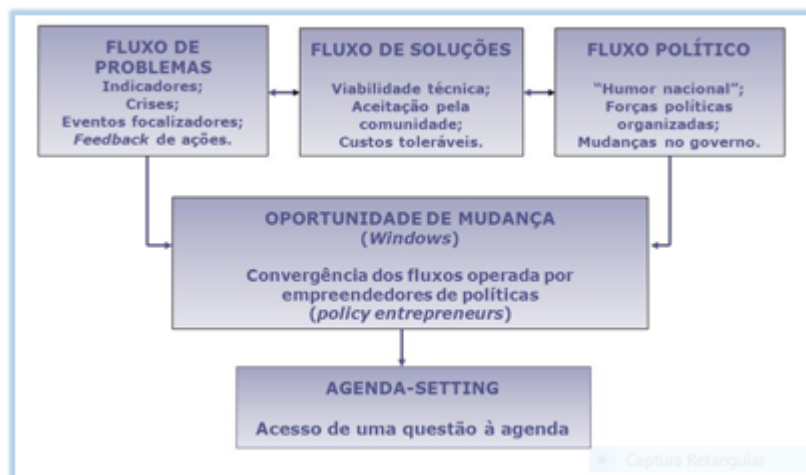 FLUXO DE
PROBLEMAS
Indicadores;
Crises;
Eventos focalizadores;
Feedback de ações.
FLUXO DE SOLUÇÕES
Viabilidade técnica;
Aceitação pela
comunidade;
Custos toleráveis.
FLUXO POLÍTICO
“Humor nacional”;
Forças políticas
organizadas;
Mudanças no governo.
OPORTUNIDADE DE MUDANÇA
(Windows)
Convergência dos fluxos operada por
empreendedores de políticas
(policy entrepreneurs)
AGENDA-SETTING
Acesso de uma questão à agenda
Captura Retangular